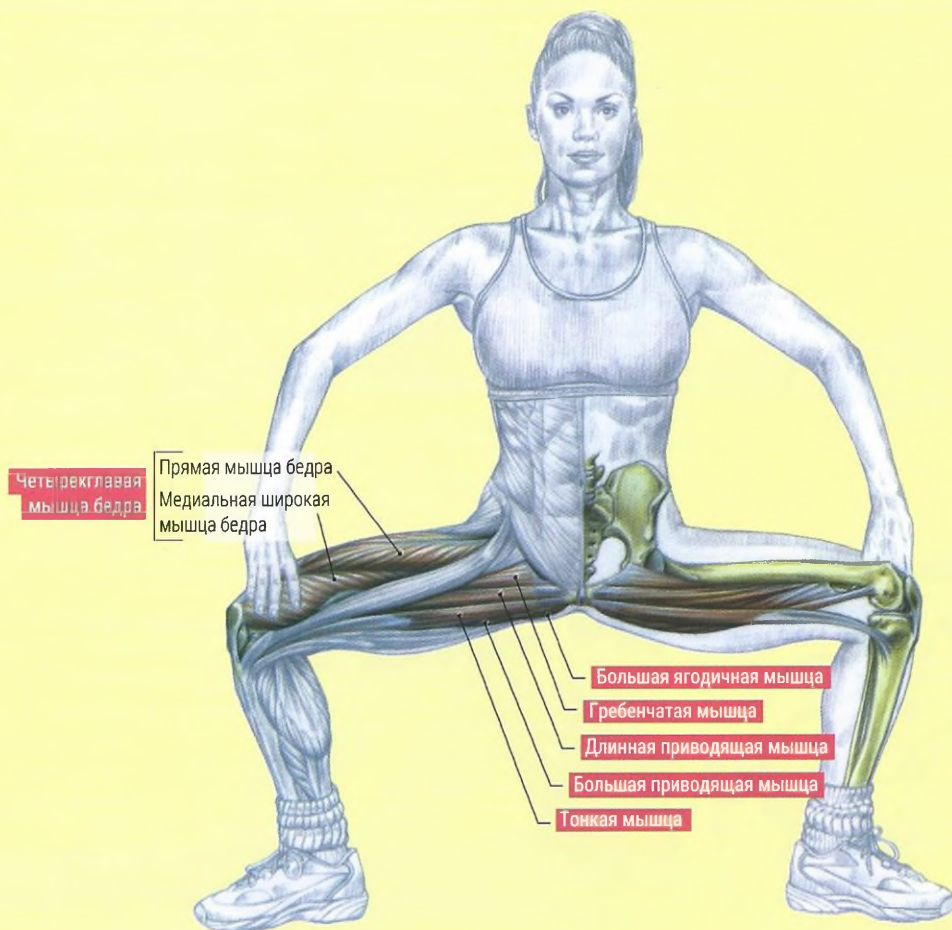 Четырехглавая
мышца бедра
Прямая мышца бедра
Медиальная широкая
мышца бедра
Большая ягодичная мышца
Гребенчатая мышца
Длинная приводящая мышца
Большая приводящая мышца
Тонкая мышца